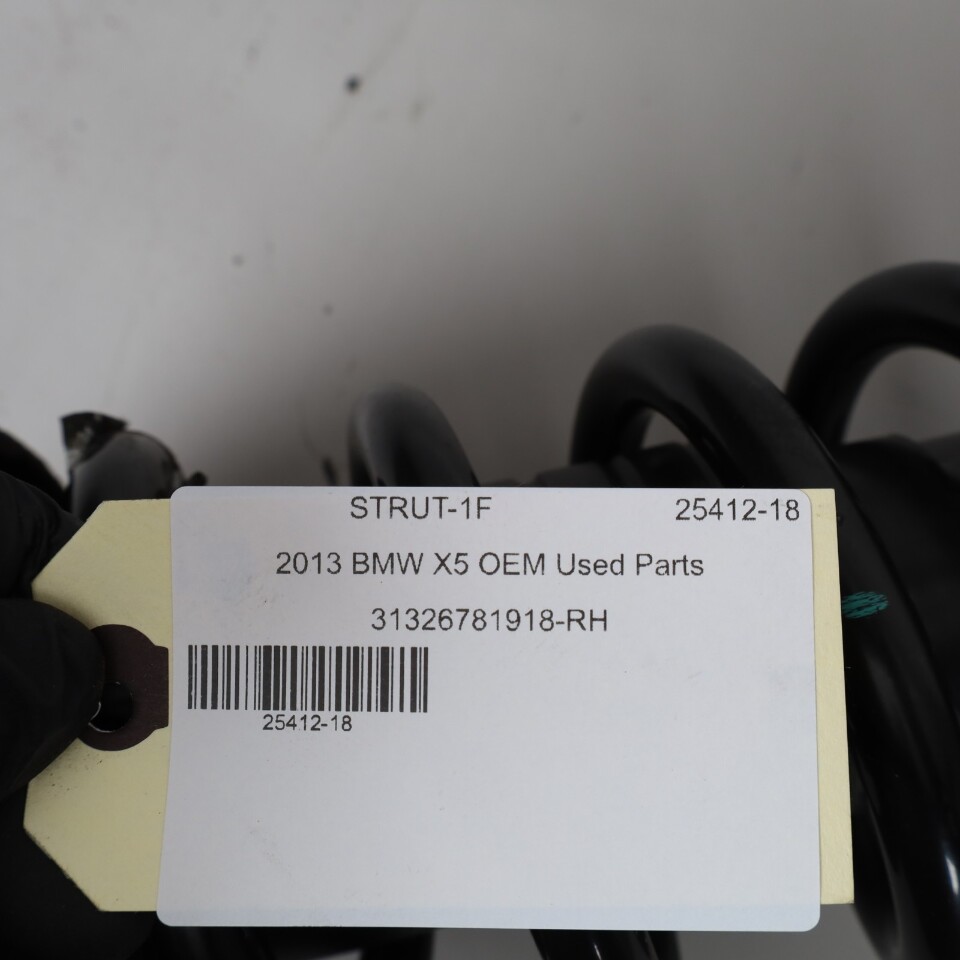 STRUT-1F 25412-18
2013 BMW X5 OEM Used Parts
31326781918-RH
25412-18